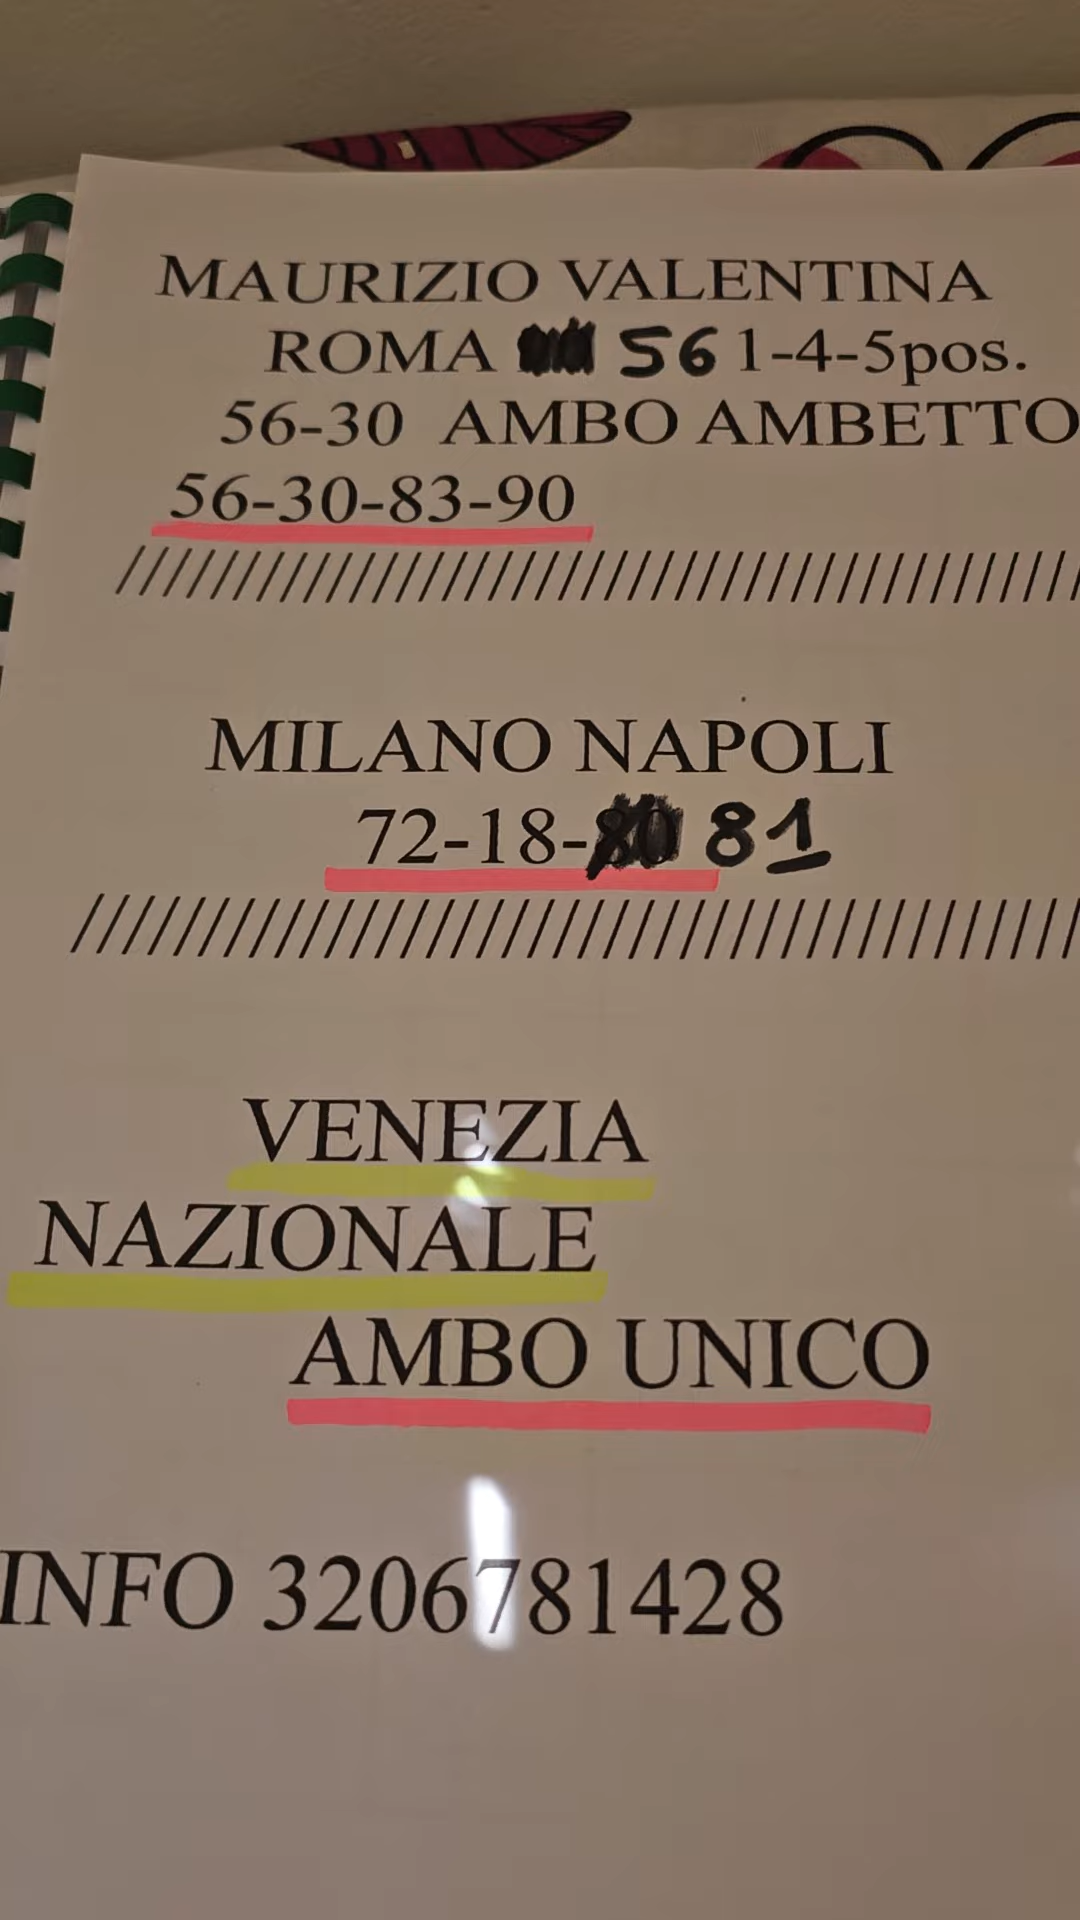 MAURIZIO VALENTINA
ROMA 56 1-4-5pos.
56-30 AMBO AMBETTO
56-30-83-90
////////////////////////////////////////
MILANO NAPOLI
72-18-80 81
////////////////////////////////////////
VENEZIA
NAZIONALE
AMBO UNICO
INFO 3206781428